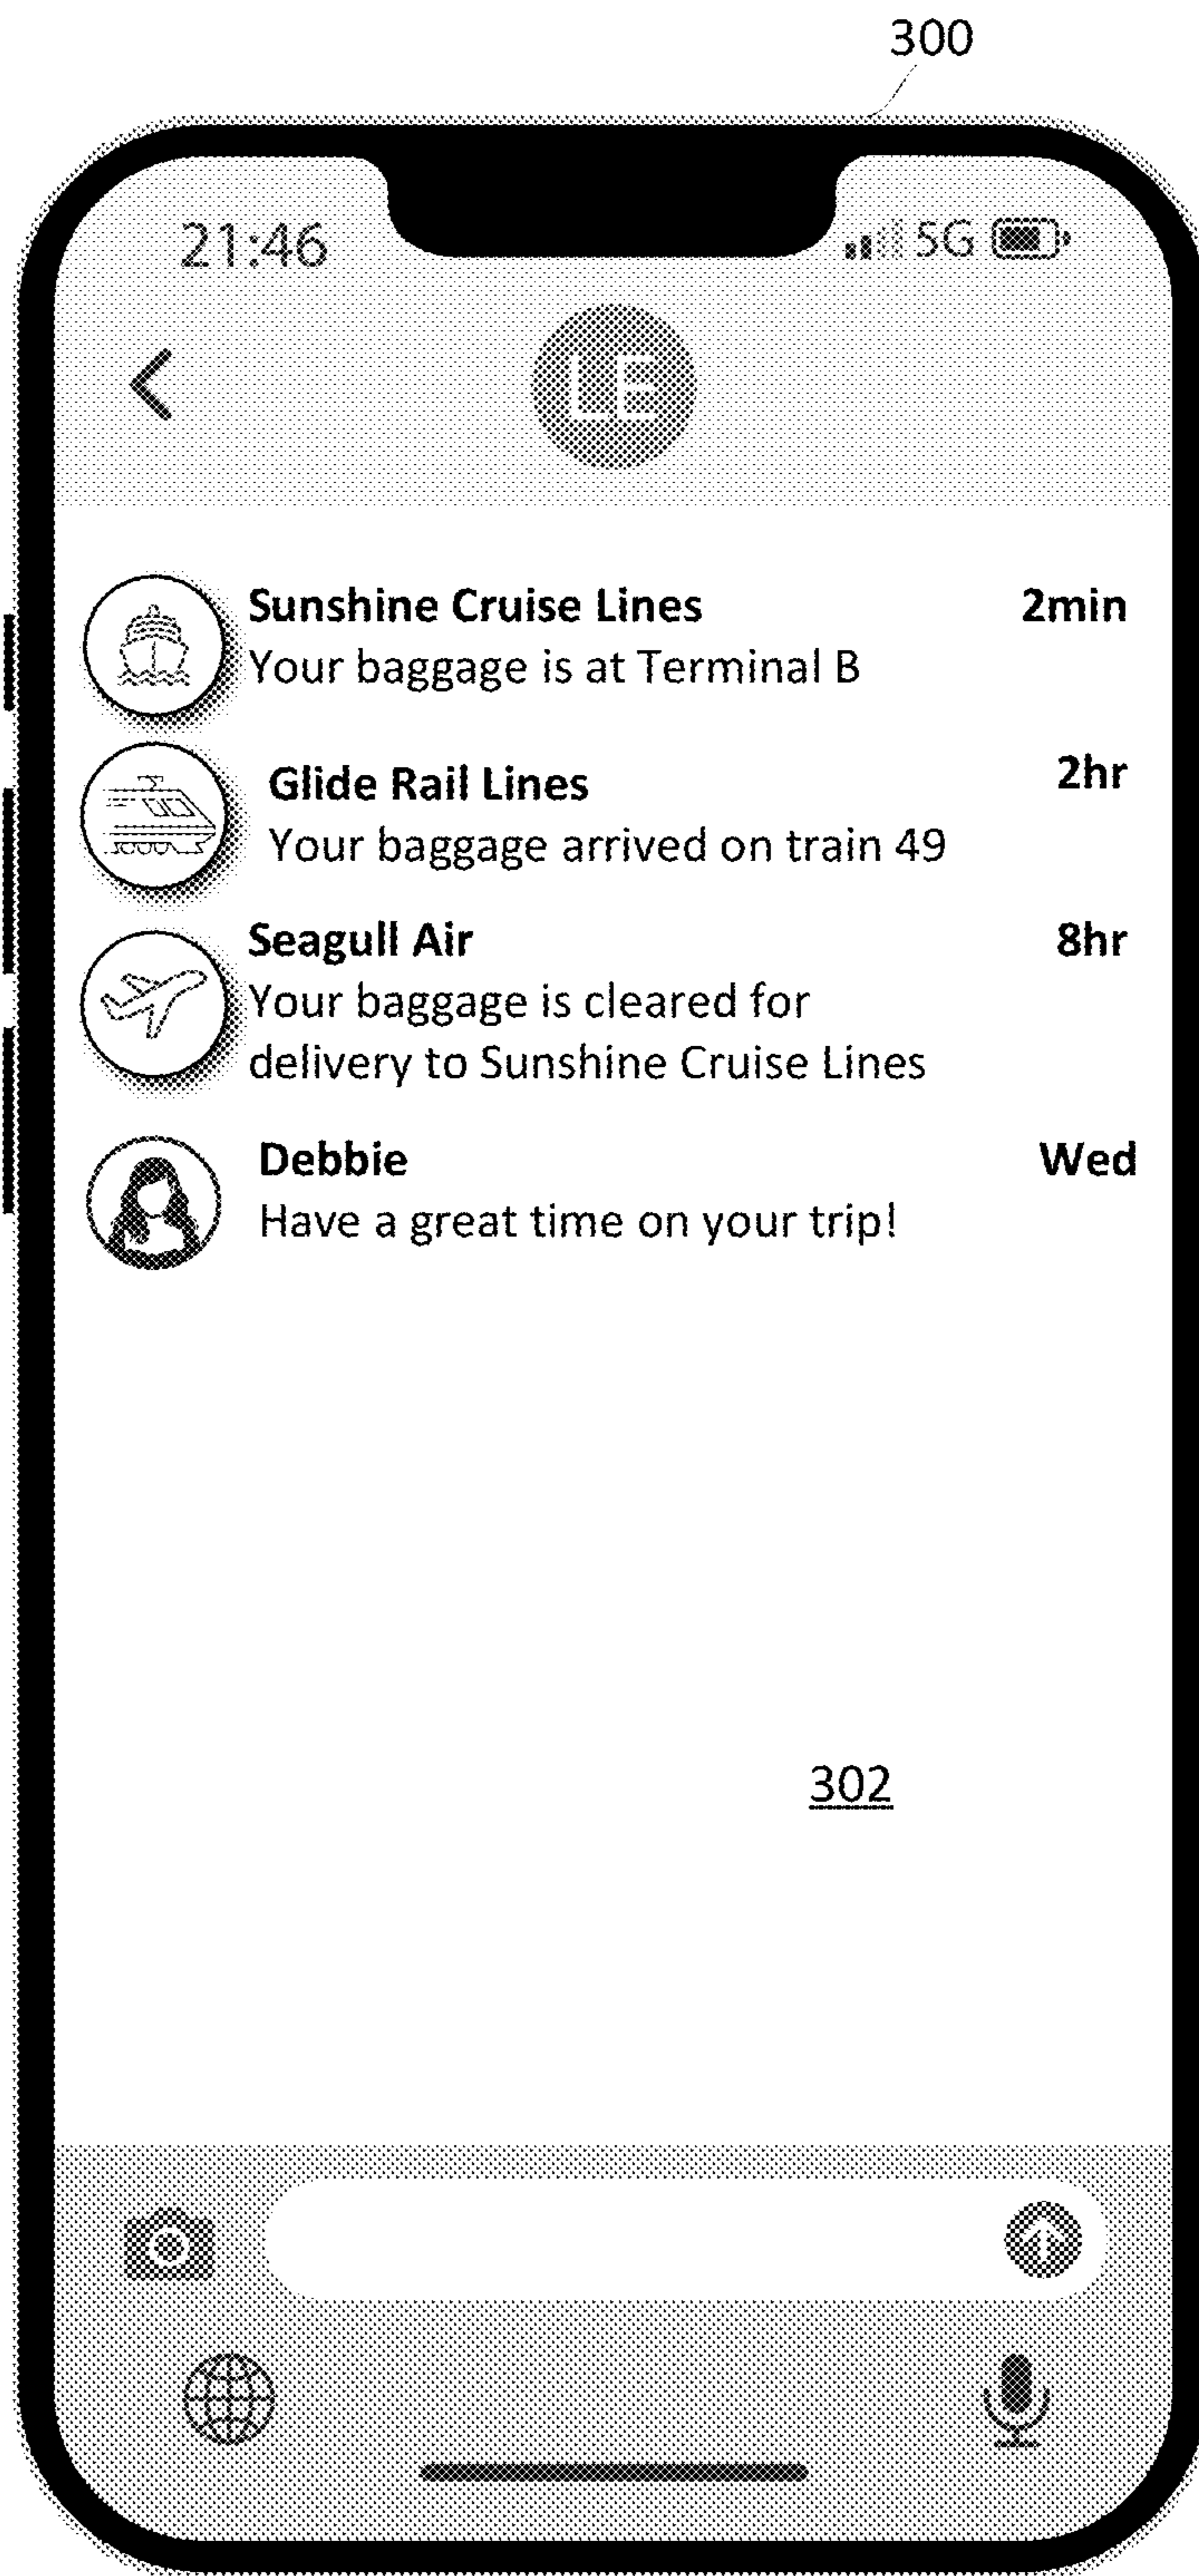 300
21:46 5G
LE
Sunshine Cruise Lines 2min
Your baggage is at Terminal B
Glide Rail Lines 2hr
Your baggage arrived on train 49
Seagull Air 8hr
Your baggage is cleared for
delivery to Sunshine Cruise Lines
Debbie Wed
Have a great time on your trip!
302